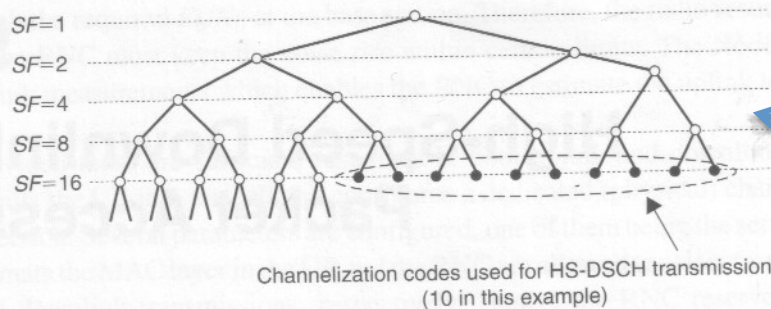 SF=1
SF=2
SF=4
SF=8
SF=16
Channelization codes used for HS-DSCH transmission
(10 in this example)